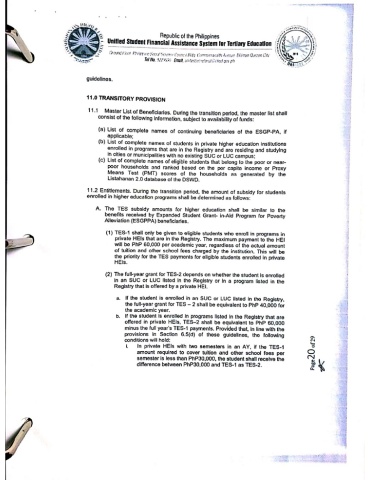 Republic of the Philippines
Unified Student Financial Assistance System for Tertiary Education
guidelines.
11.0 TRANSITORY PROVISION
11.1 Master List of Beneficiaries. During the transition period, the master list shall
consist of the following information, subject to availability of funds:
(a) List of complete names of continuing beneficiaries of the ESGP-PA, if
applicable;
(b) List of complete names of students in private higher education institutions
enrolled in programs that are in the Registry and are residing and studying
in cities or municipalities with no existing SUC or LUC campus;
(c) List of complete names of eligible students that belong to the poor or near-
poor households and ranked based on the per capita income or Proxy
Means Test (PMT) scores of the households as generated by the
Listahanan 2.0 database of the DSWD.
11.2 Entitlements. During the transition period, the amount of subsidy for students
enrolled in higher education programs shall be determined as follows:
A. The TES subsidy amounts for higher education shall be similar to the
benefits received by Expanded Student Grant-in-Aid Program for Poverty
Alleviation (ESGPPA) beneficiaries.
(1) TES-1 shall only be given to eligible students who enroll in programs in
private HEIs that are in the Registry. The maximum payment to the HEI
will be PhP 60,000 per academic year, regardless of the actual amount
of tuition and other school fees charged by the institution. This will be
the priority for the TES payments for eligible students enrolled in private
HEIs.
(2) The full-year grant for TES-2 depends on whether the student is enrolled
in an SUC or LUC listed in the Registry or in a program listed in the
Registry that is offered by a private HEI.
a. If the student is enrolled in an SUC or LUC listed in the Registry,
the full-year grant for TES – 2 shall be equivalent to PhP 40,000 for
the academic year.
b. If the student is enrolled in programs listed in the Registry that are
offered in private HEIs, TES-2 shall be equivalent to PhP 60,000
minus the full year's TES-1 payments. Provided that, in line with the
provisions in Section 6.5(d) of these guidelines, the following
conditions will hold:
i. In private HEIs with two semesters in an AY, if the TES-1
amount required to cover tuition and other school fees per
semester is less than PhP30,000, the student shall receive the
difference between PhP30,000 and TES-1 as TES-2.
Page 20 of 29